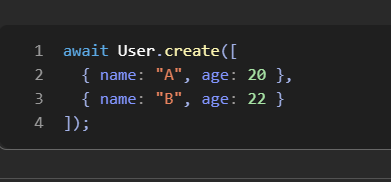 1 await User.create([
2   { name: "A", age: 20 },
3   { name: "B", age: 22 }
4 ]);